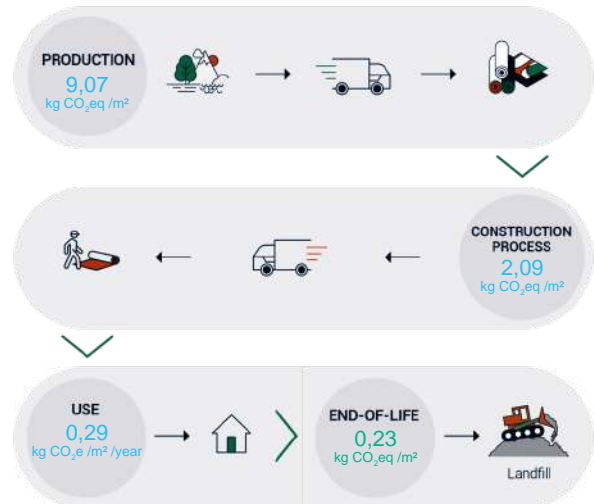 PRODUCTION
9,07
kg CO₂eq /m²
CONSTRUCTION
PROCESS
2,09
kg CO₂eq /m²
USE
0,29
kg CO₂e /m² /year
END-OF-LIFE
0,23
kg CO₂eq /m²
Landfill